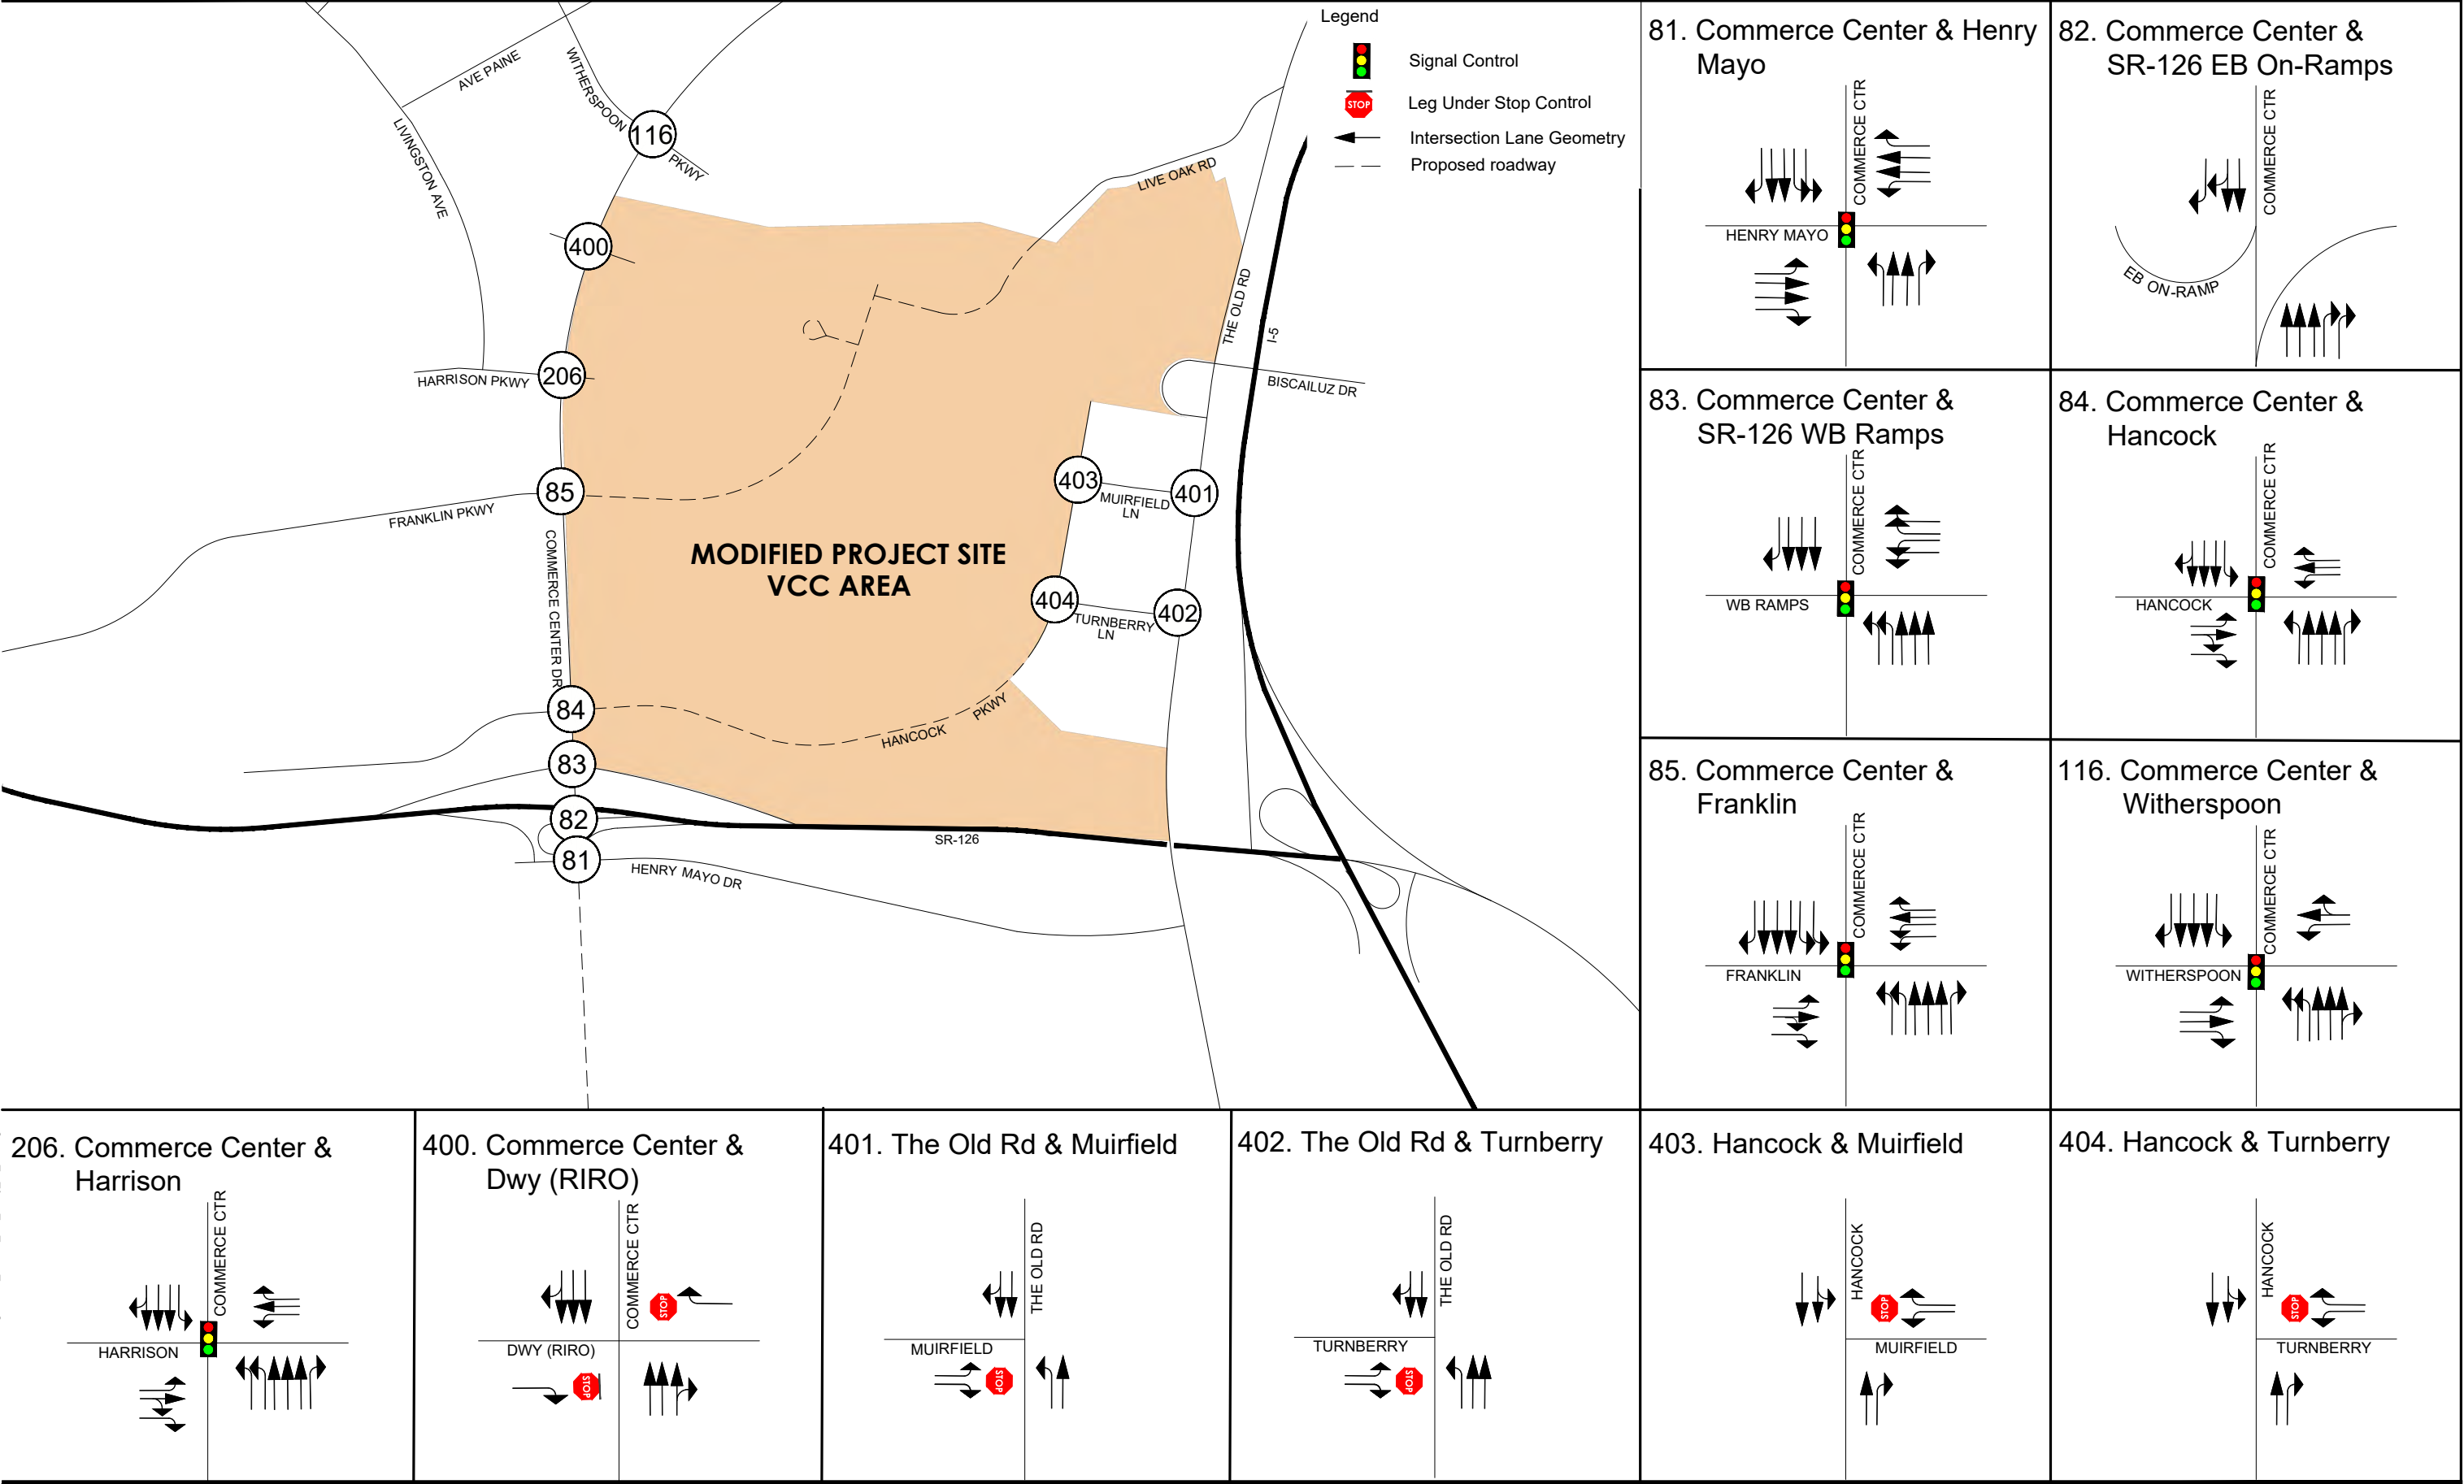 Legend
Signal Control
STOP
Leg Under Stop Control
Intersection Lane Geometry
Proposed roadway
AVE PAINE
WITHERSPOON
PKWY
LIVINGSTON AVE
116
400
206
85
84
83
82
81
403
401
404
402
LIVE OAK RD
THE OLD RD
I-5
BISCAILUZ DR
HARRISON PKWY
FRANKLIN PKWY
COMMERCE CENTER DR
MUIRFIELD
LN
TURNBERRY
LN
MODIFIED PROJECT SITE
VCC AREA
HANCOCK
PKWY
SR-126
HENRY MAYO DR
81. Commerce Center & Henry
Mayo
COMMERCE CTR
HENRY MAYO
82. Commerce Center &
SR-126 EB On-Ramps
COMMERCE CTR
EB ON-RAMP
83. Commerce Center &
SR-126 WB Ramps
COMMERCE CTR
WB RAMPS
84. Commerce Center &
Hancock
COMMERCE CTR
HANCOCK
85. Commerce Center &
Franklin
COMMERCE CTR
FRANKLIN
116. Commerce Center &
Witherspoon
COMMERCE CTR
WITHERSPOON
206. Commerce Center &
Harrison
COMMERCE CTR
HARRISON
400. Commerce Center &
Dwy (RIRO)
COMMERCE CTR
STOP
DWY (RIRO)
STOP
401. The Old Rd & Muirfield
THE OLD RD
MUIRFIELD
STOP
402. The Old Rd & Turnberry
THE OLD RD
TURNBERRY
STOP
403. Hancock & Muirfield
HANCOCK
STOP
MUIRFIELD
404. Hancock & Turnberry
HANCOCK
STOP
TURNBERRY